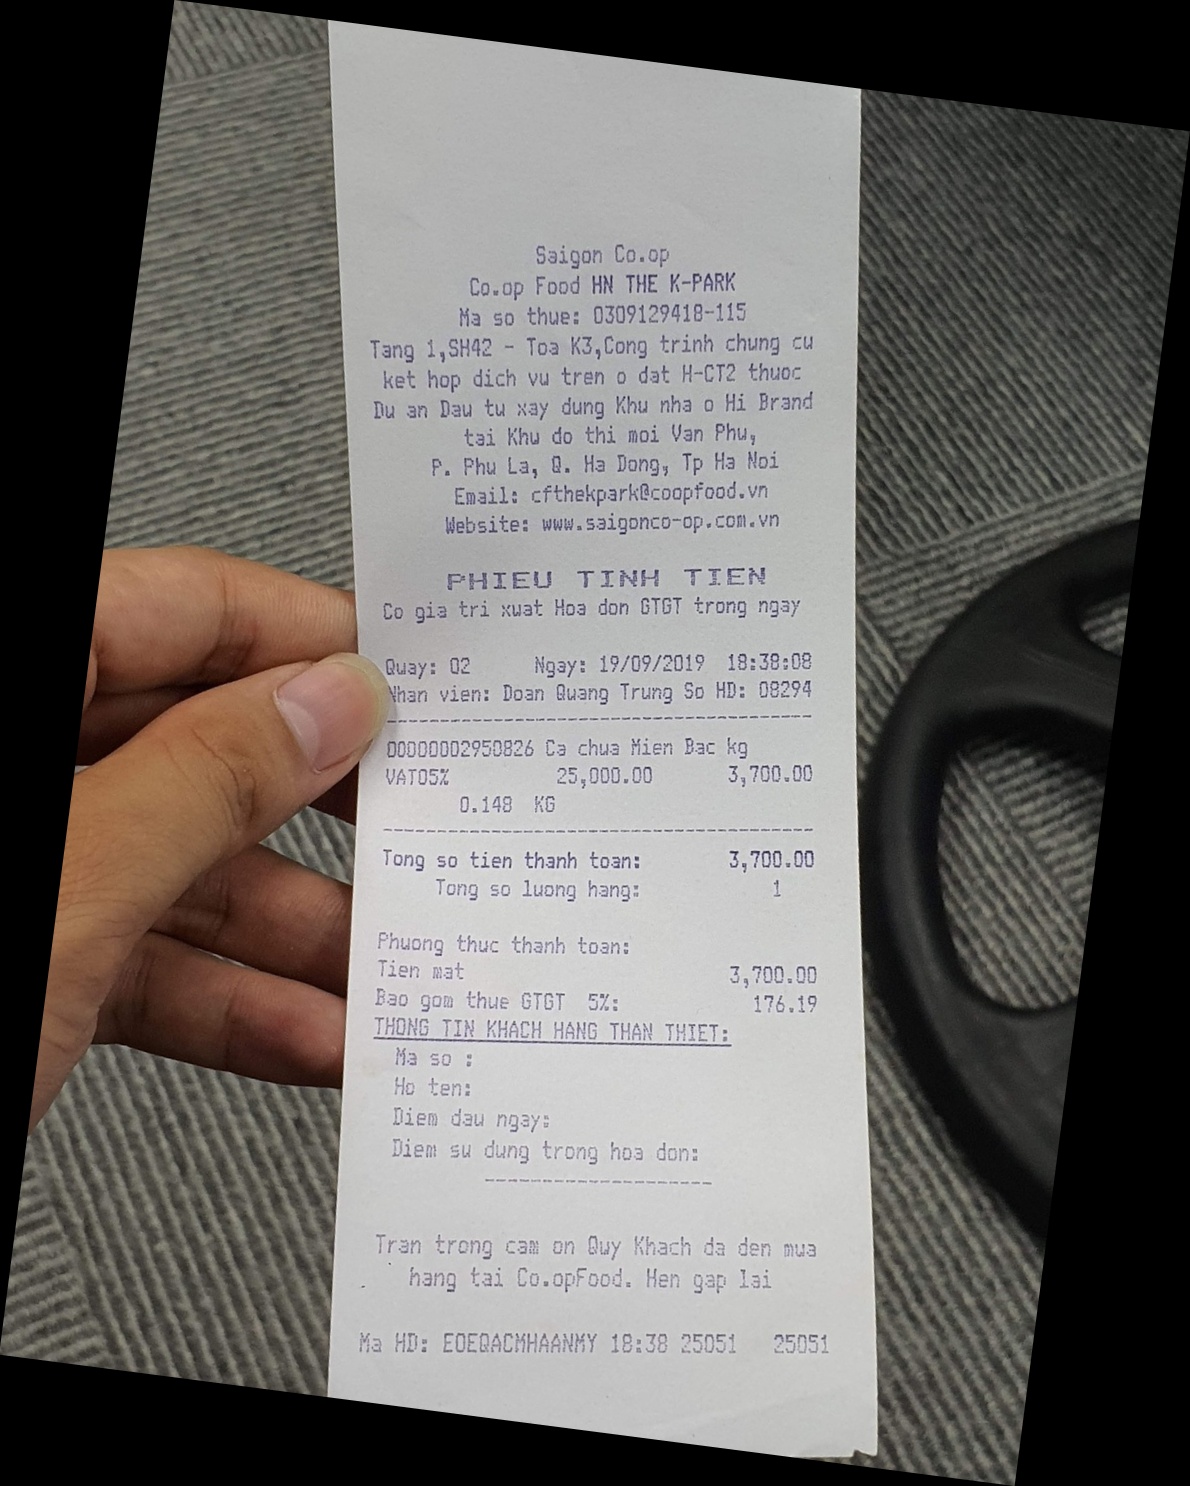 Saigon Co.op
Co.op Food HN THE K-PARK
Ma so thue: 0309129418-115
Tang 1,SH42 - Toa K3,Cong trinh chung cu
ket hop dich vu tren o dat H-CT2 thuoc
Du an Dau tu xay dung Khu nha o Hi Brand
tai Khu do thi moi Van Phu,
P. Phu La, Q. Ha Dong, Tp Ha Noi
Email: cfthekpark@coopfood.vn
Website: www.saigonco-op.com.vn
PHIEU TINH TIEN
Co gia tri xuat Hoa don GTGT trong ngay
Quay: 02 Ngay: 19/09/2019 18:38:08
Nhan vien: Doan Quang Trung So HD: 08294
00000002950826 Ca chua Mien Bac kg
VAT05% 25,000.00 3,700.00
0.148 KG
Tong so tien thanh toan: 3,700.00
Tong so luong hang: 1
Phuong thuc thanh toan:
Tien mat 3,700.00
Bao gom thue GTGT 5%: 176.19
THONG TIN KHACH HANG THAN THIET:
Ma so :
Ho ten:
Diem dau ngay:
Diem su dung trong hoa don:
Tran trong cam on Quy Khach da den mua
hang tai Co.opFood. Hen gap lai
Ma HD: EOEQACMHAANMY 18:38 25051 25051